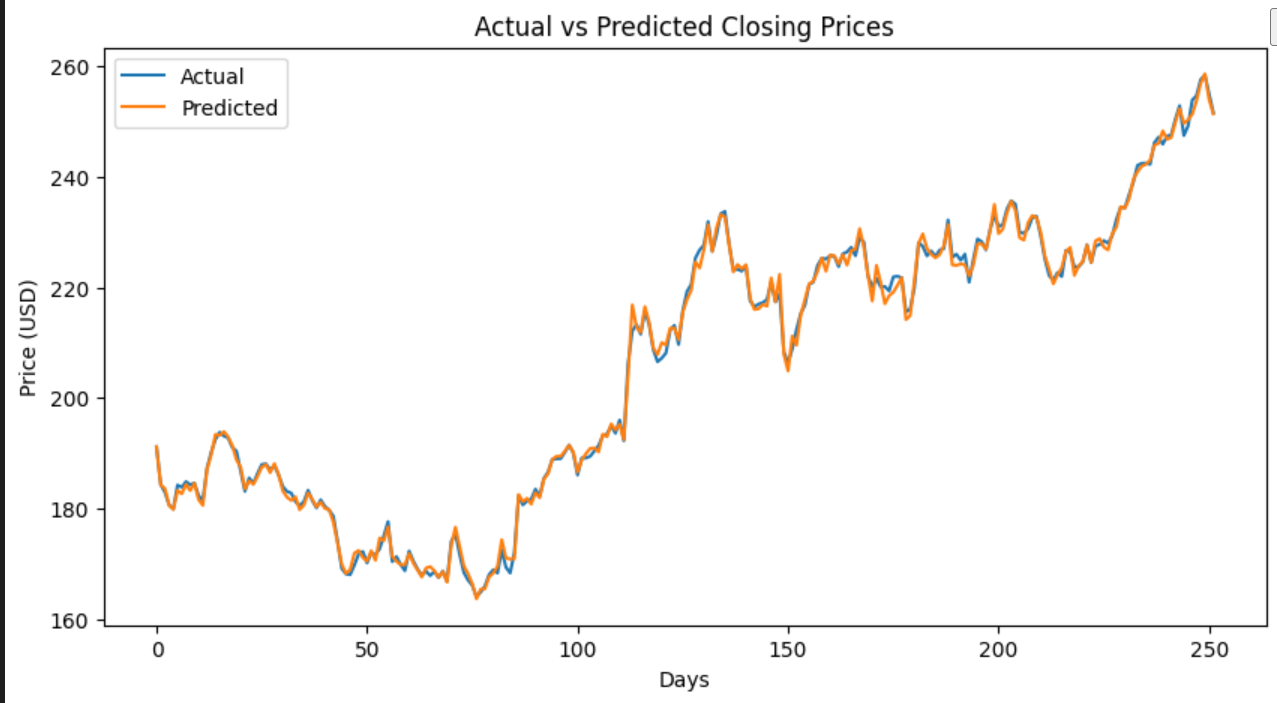 Actual vs Predicted Closing Prices
260
Actual
Predicted
240
220
Price (USD)
200
180
160
0 50 100 150 200 250
Days